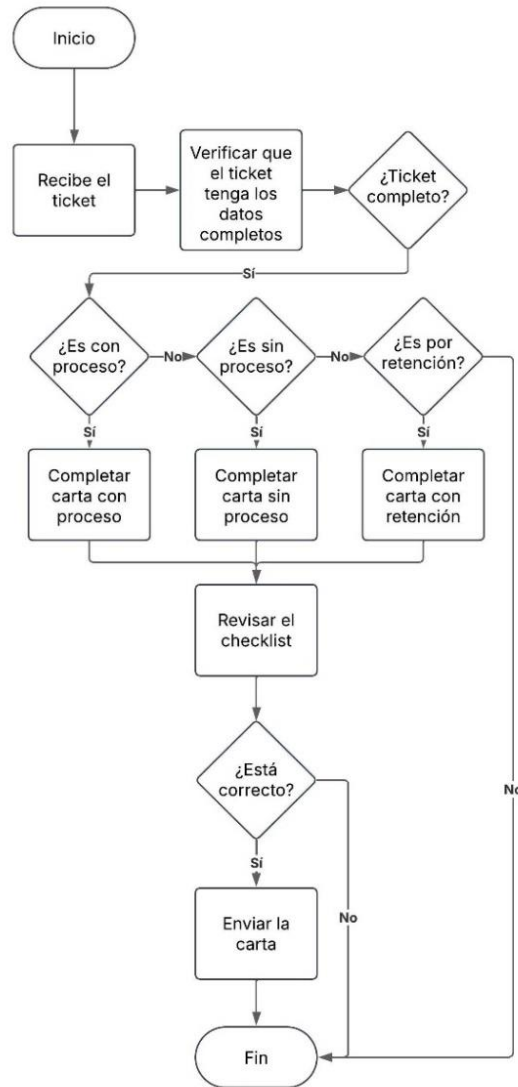 Inicio
Recibe el
ticket
Verificar que
el ticket
tenga los
datos
completos
¿Ticket
completo?
Sí
¿Es con
proceso?
No
¿Es sin
proceso?
No
¿Es por
retención?
Sí
Sí
Sí
Completar
carta con
proceso
Completar
carta sin
proceso
Completar
carta con
retención
Revisar el
checklist
¿Está
correcto?
No
Sí
No
Enviar la
carta
Fin